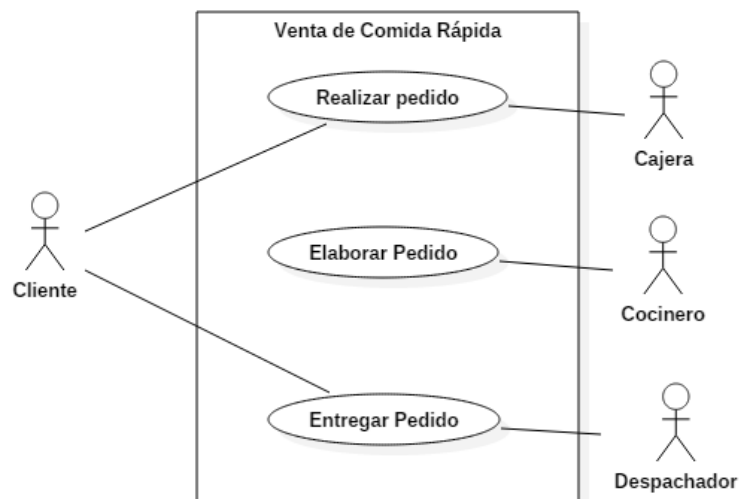 Venta de Comida Rápida
Realizar pedido
Cajera
Cliente
Elaborar Pedido
Cocinero
Entregar Pedido
Despachador